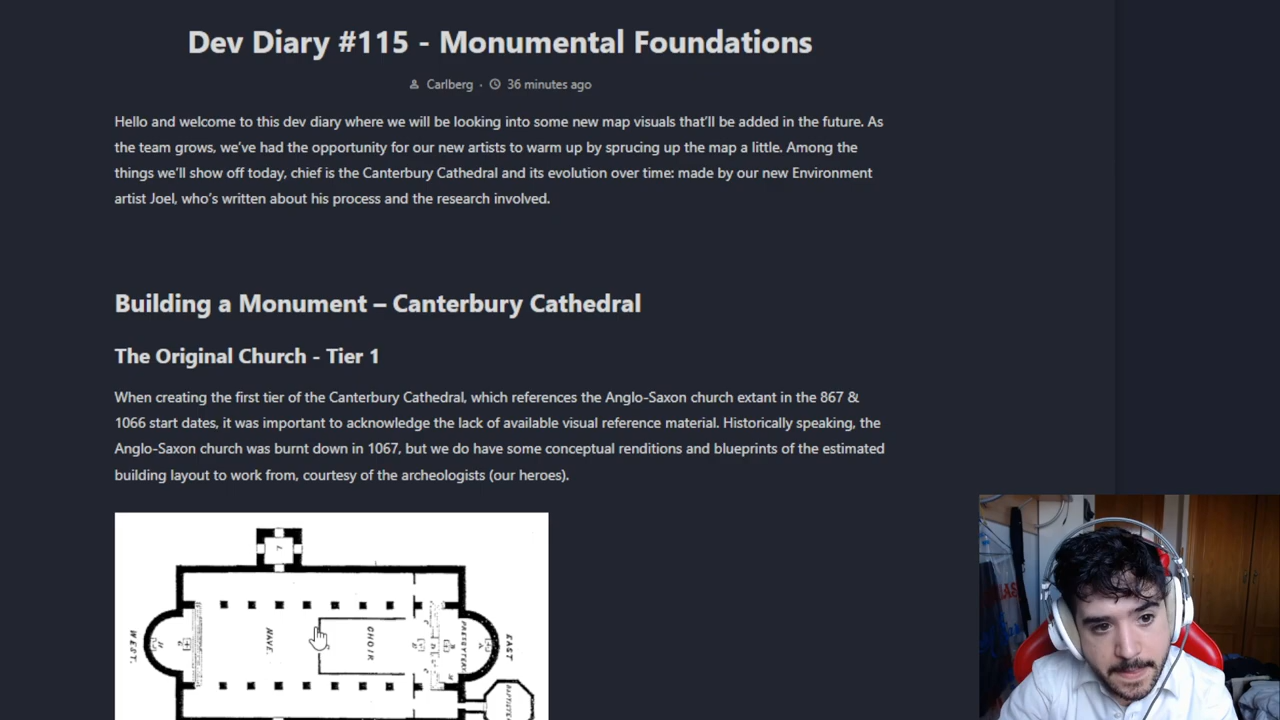 Dev Diary #115 - Monumental Foundations
Carlberg · 36 minutes ago
Hello and welcome to this dev diary where we will be looking into some new map visuals that'll be added in the future. As
the team grows, we've had the opportunity for our new artists to warm up by sprucing up the map a little. Among the
things we'll show off today, chief is the Canterbury Cathedral and its evolution over time: made by our new Environment
artist Joel, who's written about his process and the research involved.
Building a Monument – Canterbury Cathedral
The Original Church - Tier 1
When creating the first tier of the Canterbury Cathedral, which references the Anglo-Saxon church extant in the 867 &
1066 start dates, it was important to acknowledge the lack of available visual reference material. Historically speaking, the
Anglo-Saxon church was burnt down in 1067, but we do have some conceptual renditions and blueprints of the estimated
building layout to work from, courtesy of the archeologists (our heroes).
WEST.
NAVE.
CHOIR
PRESBYTERY
EAST